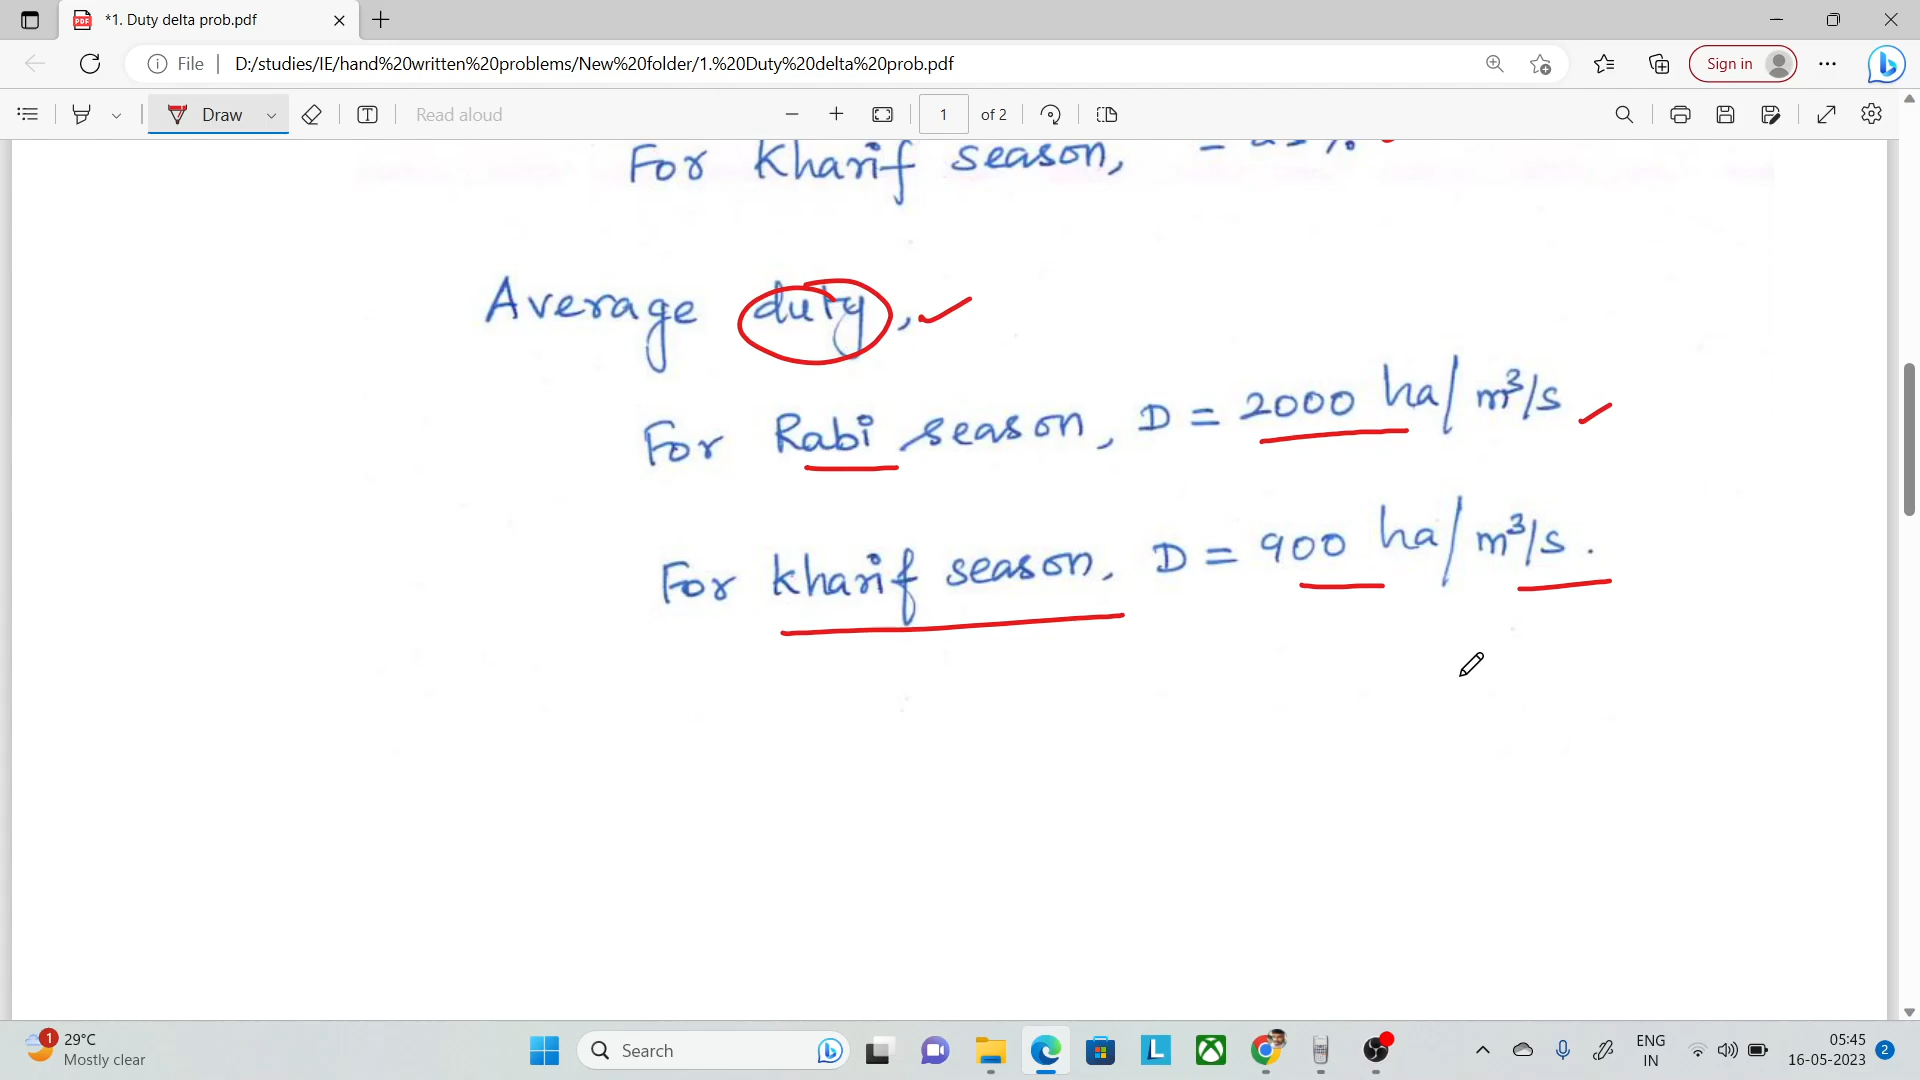 *1. Duty delta prob.pdf
File D:/studies/IE/hand%20written%20problems/New%20folder/1.%20Duty%20delta%20prob.pdf
Sign in
Draw
Read aloud
1 of 2
For Kharif season,
Average duty,
For Rabi season, D = 2000 ha/m³/s
For Kharif season, D = 900 ha/m³/s.
1 29°C
Mostly clear
Search
ENG
IN
05:45
16-05-2023
2